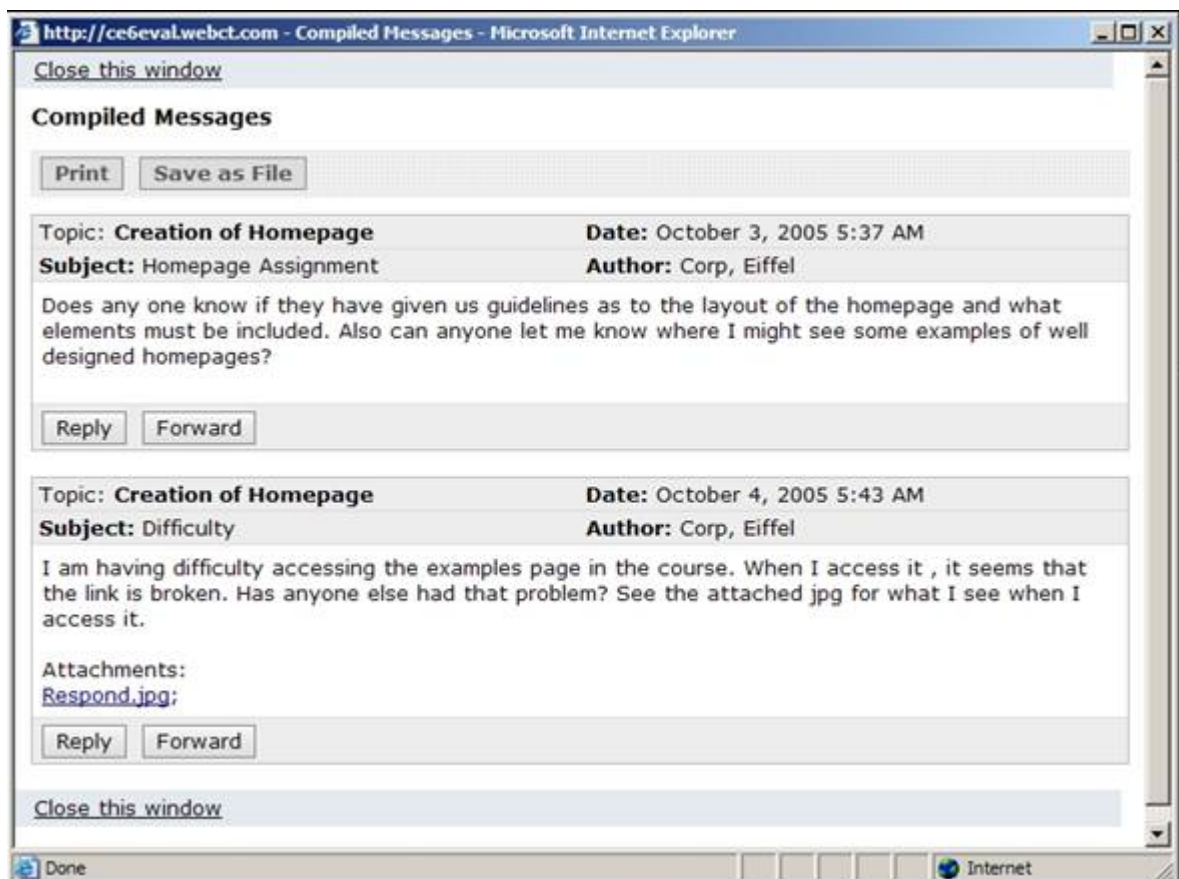 http://ce6eval.webct.com - Compiled Messages - Microsoft Internet Explorer
Close this window
Compiled Messages
Print Save as File
Topic: Creation of Homepage Date: October 3, 2005 5:37 AM
Subject: Homepage Assignment Author: Corp, Eiffel
Does any one know if they have given us guidelines as to the layout of the homepage and what
elements must be included. Also can anyone let me know where I might see some examples of well
designed homepages?
Reply Forward
Topic: Creation of Homepage Date: October 4, 2005 5:43 AM
Subject: Difficulty Author: Corp, Eiffel
I am having difficulty accessing the examples page in the course. When I access it , it seems that
the link is broken. Has anyone else had that problem? See the attached jpg for what I see when I
access it.
Attachments:
Respond.jpg;
Reply Forward
Close this window
Done Internet